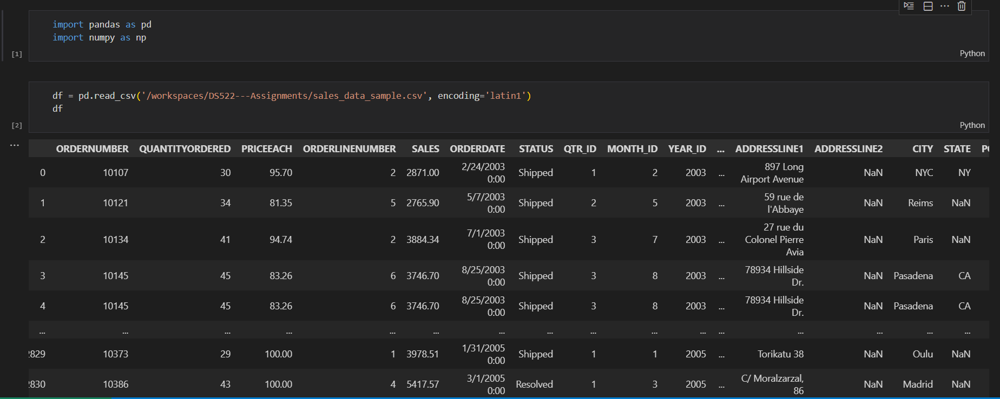 import pandas as pd
import numpy as np
[1]
Python
df = pd.read_csv('/workspaces/DS522---Assignments/sales_data_sample.csv', encoding='latin1')
df
[2]
Python
...
ORDERNUMBER QUANTITYORDERED PRICEEACH ORDERLINENUMBER SALES ORDERDATE STATUS QTR_ID MONTH_ID YEAR_ID ... ADDRESSLINE1 ADDRESSLINE2 CITY STATE
0 10107 30 95.70 2 2871.00 2/24/2003 0:00 Shipped 1 2 2003 ... 897 Long Airport Avenue NaN NYC NY
1 10121 34 81.35 5 2765.90 5/7/2003 0:00 Shipped 2 5 2003 ... 59 rue de l'Abbaye NaN Reims NaN
2 10134 41 94.74 2 3884.34 7/1/2003 0:00 Shipped 3 7 2003 ... 27 rue du Colonel Pierre Avia NaN Paris NaN
3 10145 45 83.26 6 3746.70 8/25/2003 0:00 Shipped 3 8 2003 ... 78934 Hillside Dr. NaN Pasadena CA
4 10145 45 83.26 6 3746.70 8/25/2003 0:00 Shipped 3 8 2003 ... 78934 Hillside Dr. NaN Pasadena CA
... ... ... ... ... ... ... ... ... ... ... ... ... ... ... ...
2829 10373 29 100.00 1 3978.51 1/31/2005 0:00 Shipped 1 1 2005 ... Torikatu 38 NaN Oulu NaN
2830 10386 43 100.00 4 5417.57 3/1/2005 0:00 Resolved 1 3 2005 ... C/ Moralzarzal, 86 NaN Madrid NaN